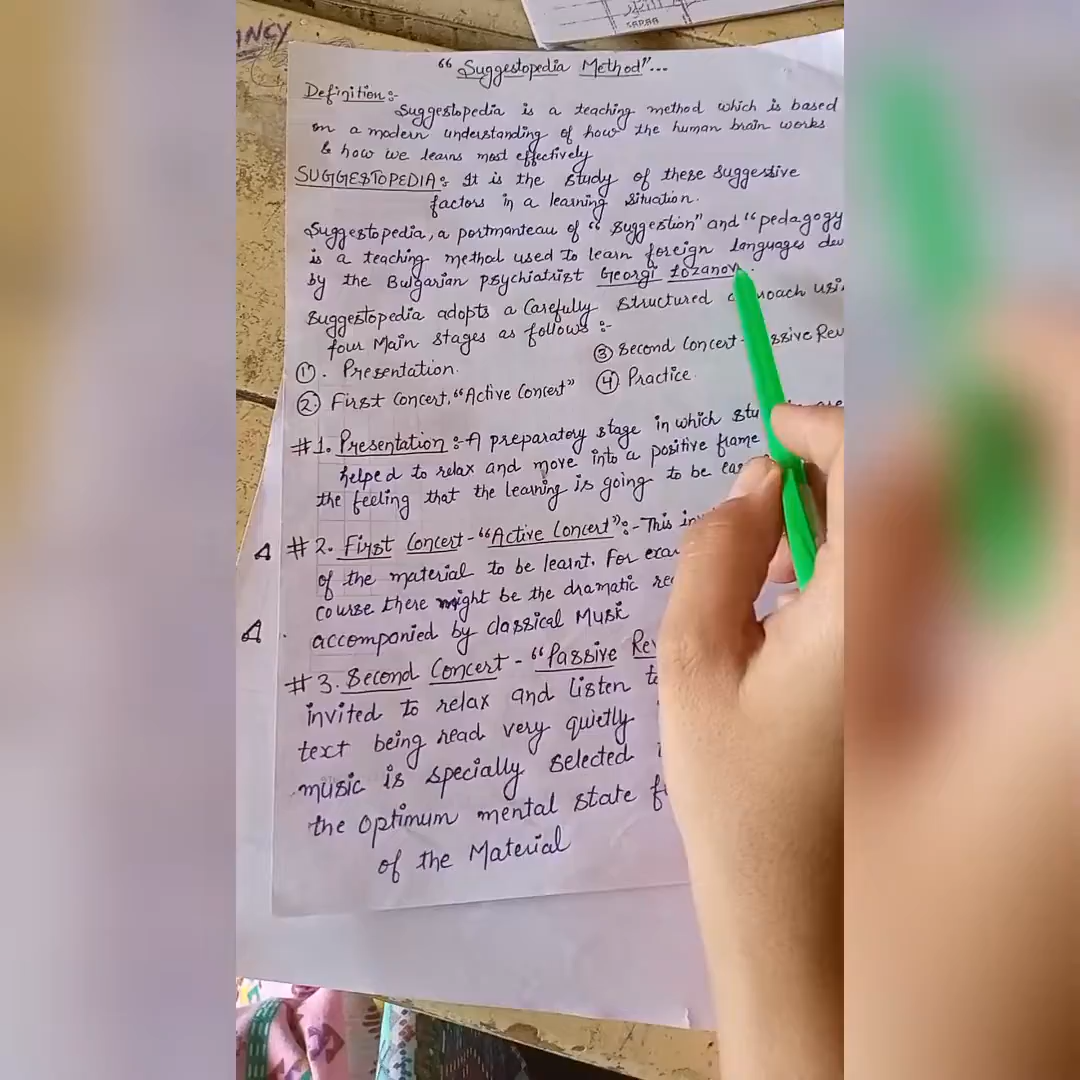 ANCY
"Suggestopedia Method"...
Definition:-
Suggestopedia is a teaching method which is based
on a modern understanding of how the human brain works
& how we learns most effectively
SUGGESTOPEDIA: It is the study of these suggestive
factors in a learning situation.
Suggestopedia, a portmanteau of "suggestion" and "pedagogy
is a teaching method used to learn foreign languages dev
by the Bulgarian psychiatrist Georgi Lozanov.
Suggestopedia adopts a carefully structured
four Main stages as follows:-
① . Presentation.
② First Concert, "Active Concert"
③ Second Concert-
④ Practice.
#1. Presentation :- A preparatory stage in which
helped to relax and move into a positive frame
the feeling that the learning is going to be
#2. First Concert - "Active Concert":- This
of the material to be learnt. For
course there might be the dramatic
accompanied by classical Music
#3. Second Concert - "Passive
invited to relax and listen
text being read very quietly
music is specially selected
the optimum mental state
of the Material